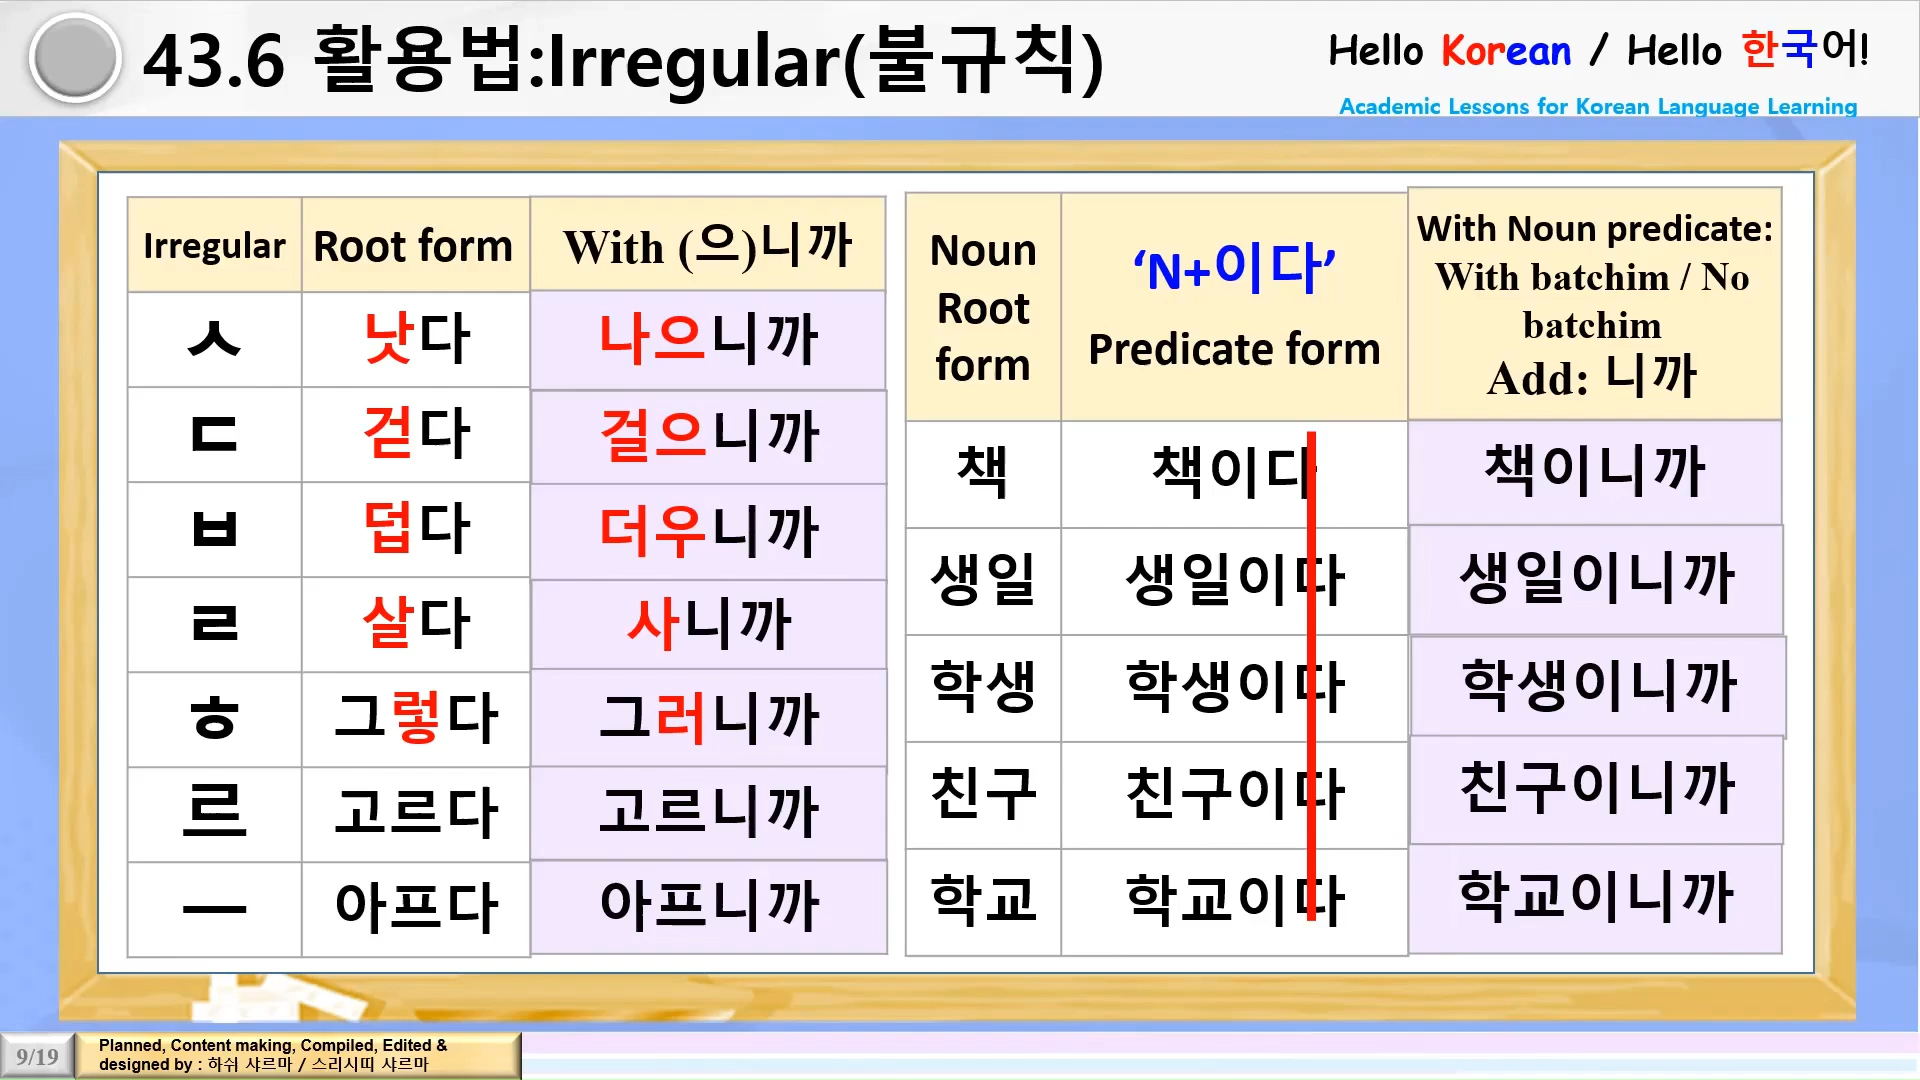 43.6 활용법:Irregular(불규칙)
Hello Korean / Hello 한국어!
Academic Lessons for Korean Language Learning
Irregular Root form With (으)니까
ㅅ 낫다 나으니까
ㄷ 걷다 걸으니까
ㅂ 덥다 더우니까
ㄹ 살다 사니까
ㅎ 그렇다 그러니까
르 고르다 고르니까
ㅡ 아프다 아프니까
Noun
Root
form
‘N+이다’
Predicate form
With Noun predicate:
With batchim / No
batchim
Add: 니까
책 책이다 책이니까
생일 생일이다 생일이니까
학생 학생이다 학생이니까
친구 친구이다 친구이니까
학교 학교이다 학교이니까
9/19
Planned, Content making, Compiled, Edited &
designed by : 하쉬 샤르마 / 스리시띠 샤르마